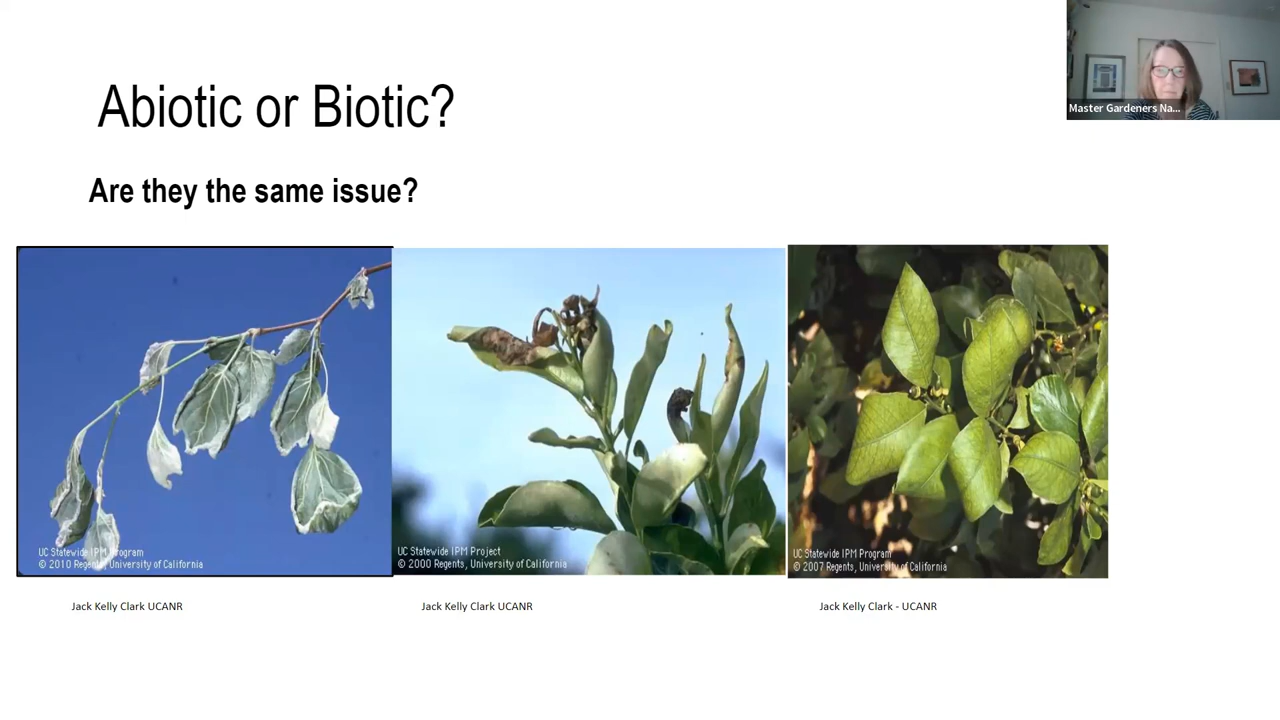 Abiotic or Biotic?
Are they the same issue?
Master Gardeners Na...
UC Statewide IPM Program
© 2010 Regents, University of California
UC Statewide IPM Project
© 2000 Regents, University of California
UC Statewide IPM Program
© 2007 Regents, University of California
Jack Kelly Clark UCANR
Jack Kelly Clark UCANR
Jack Kelly Clark - UCANR